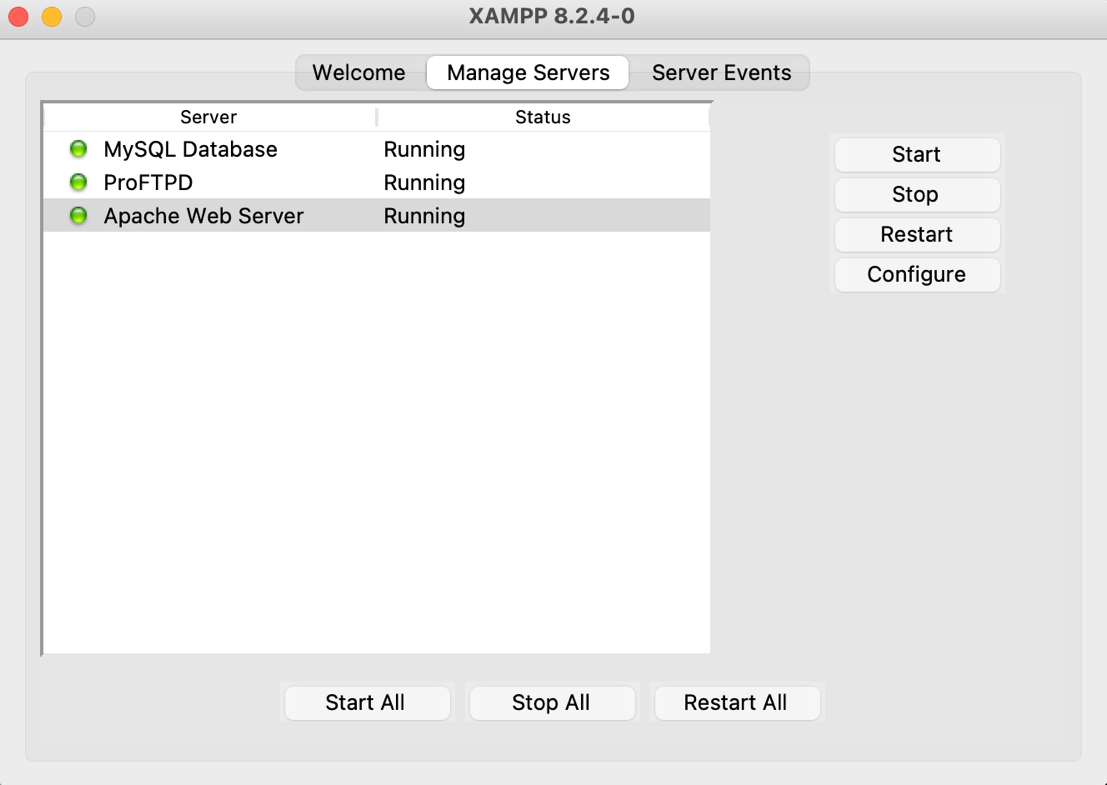 XAMPP 8.2.4-0
Welcome Manage Servers Server Events
Server Status
MySQL Database Running
ProFTPD Running
Apache Web Server Running
Start
Stop
Restart
Configure
Start All Stop All Restart All